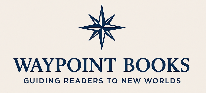 WAYPOINT BOOKS
GUIDING READERS TO NEW WORLDS